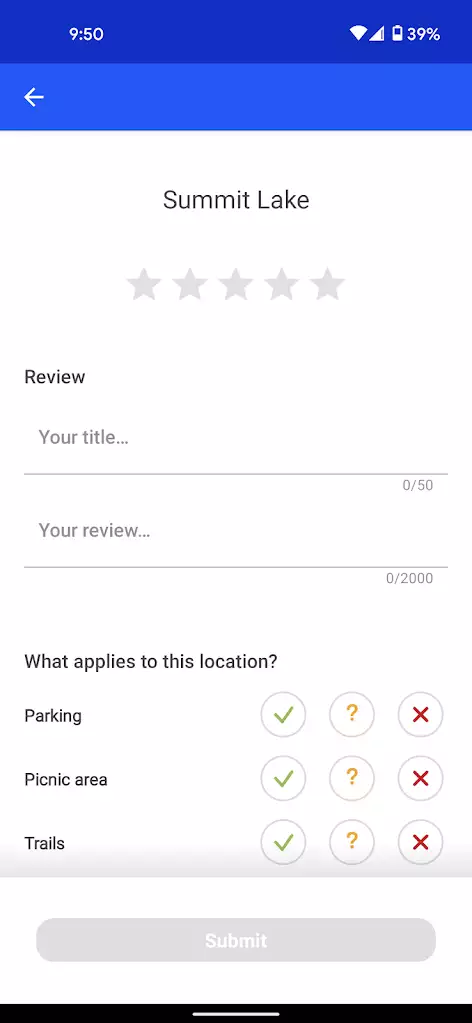 9:50
39%
Summit Lake
Review
Your title...
0/50
Your review...
0/2000
What applies to this location?
Parking
?
Picnic area
?
Trails
?
Submit